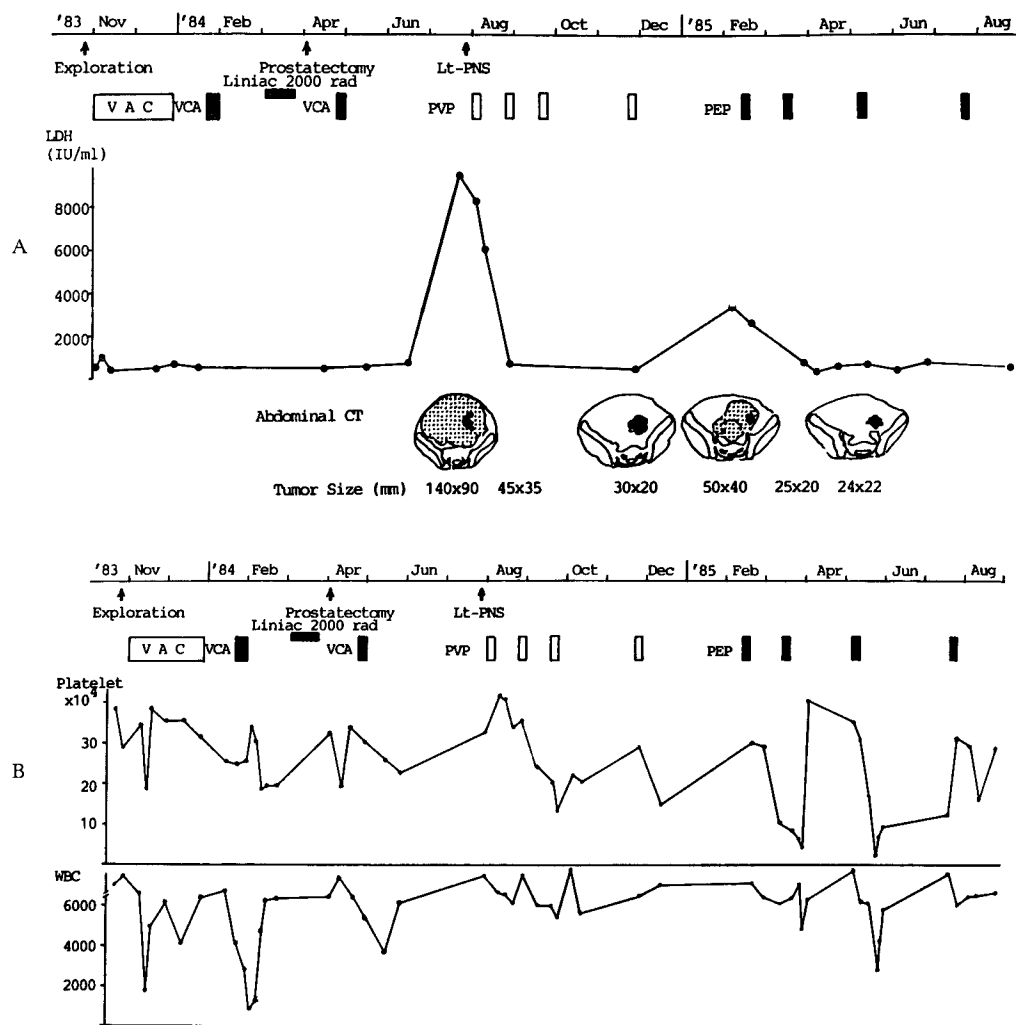 '83 Nov '84 Feb Apr Jun Aug Oct Dec '85 Feb Apr Jun Aug
Exploration Prostatectomy Lt-PNS
Liniac 2000 rad
V A C VCA VCA PVP PEP
LDH
(IU/ml)
A
8000
6000
4000
2000
Abdominal CT
Tumor Size (mm) 140x90 45x35 30x20 50x40 25x20 24x22
'83 Nov '84 Feb Apr Jun Aug Oct Dec '85 Feb Apr Jun Aug
Exploration Prostatectomy Lt-PNS
Liniac 2000 rad
V A C VCA VCA PVP PEP
Platelet
x10⁴
30
20
10
B
WBC
6000
4000
2000